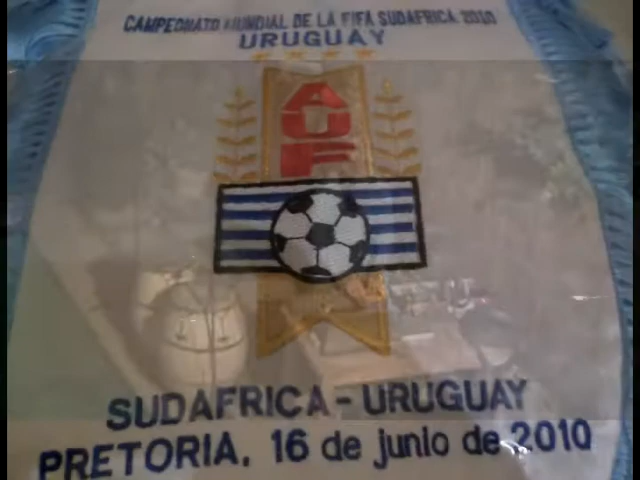 CAMPEONATO MUNDIAL DE LA FIFA SUDAFRICA 2010
URUGUAY
AUF
SUDAFRICA - URUGUAY
PRETORIA, 16 de junio de 2010